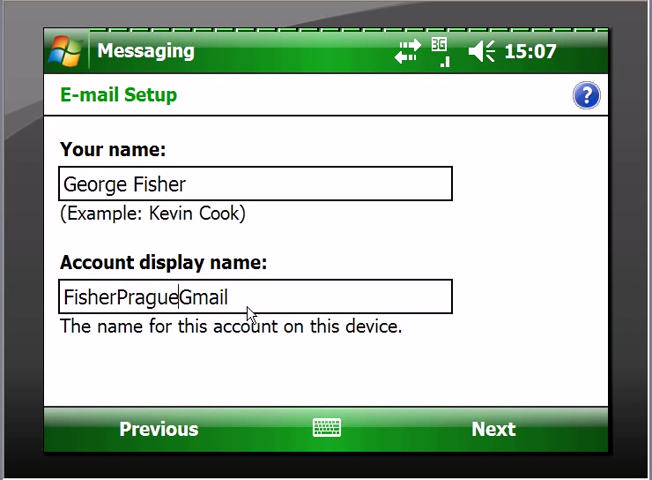 Messaging
3G
15:07
E-mail Setup
?
Your name:
George Fisher
(Example: Kevin Cook)
Account display name:
FisherPragueGmail
The name for this account on this device.
Previous
Next